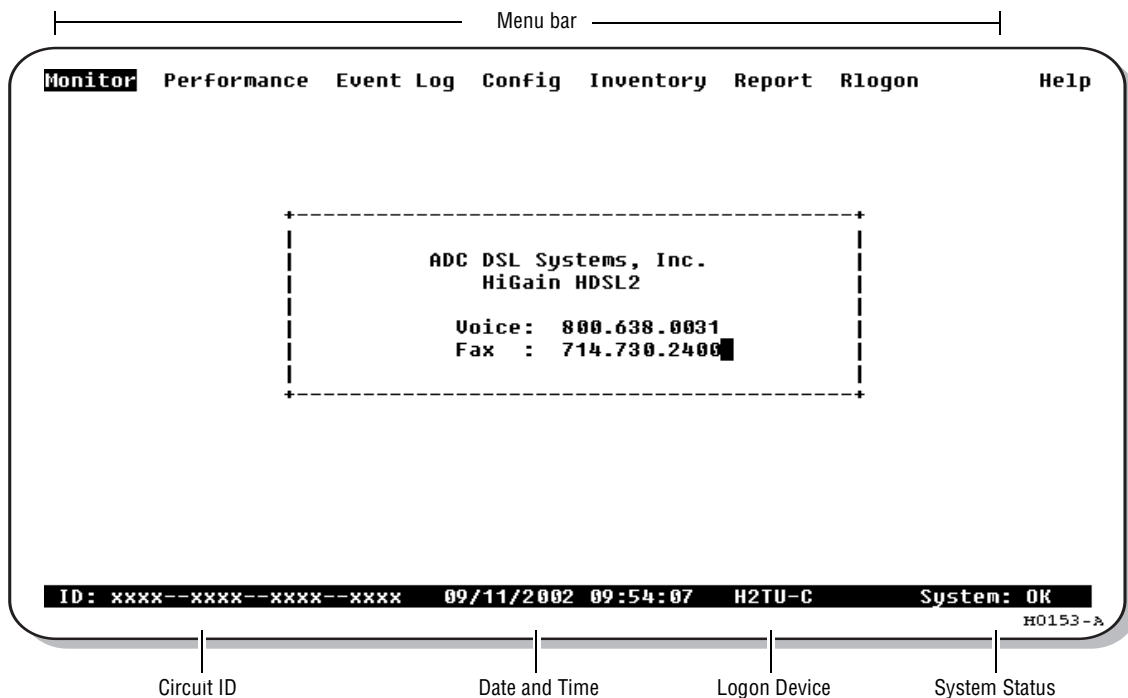 Menu bar
Monitor Performance Event Log Config Inventory Report Rlogon Help
ADC DSL Systems, Inc.
HiGain HDSL2
Voice: 800.638.0031
Fax : 714.730.2400
ID: xxxx--xxxx--xxxx--xxxx 09/11/2002 09:54:07 H2TU-C System: OK
H0153-A
Circuit ID Date and Time Logon Device System Status